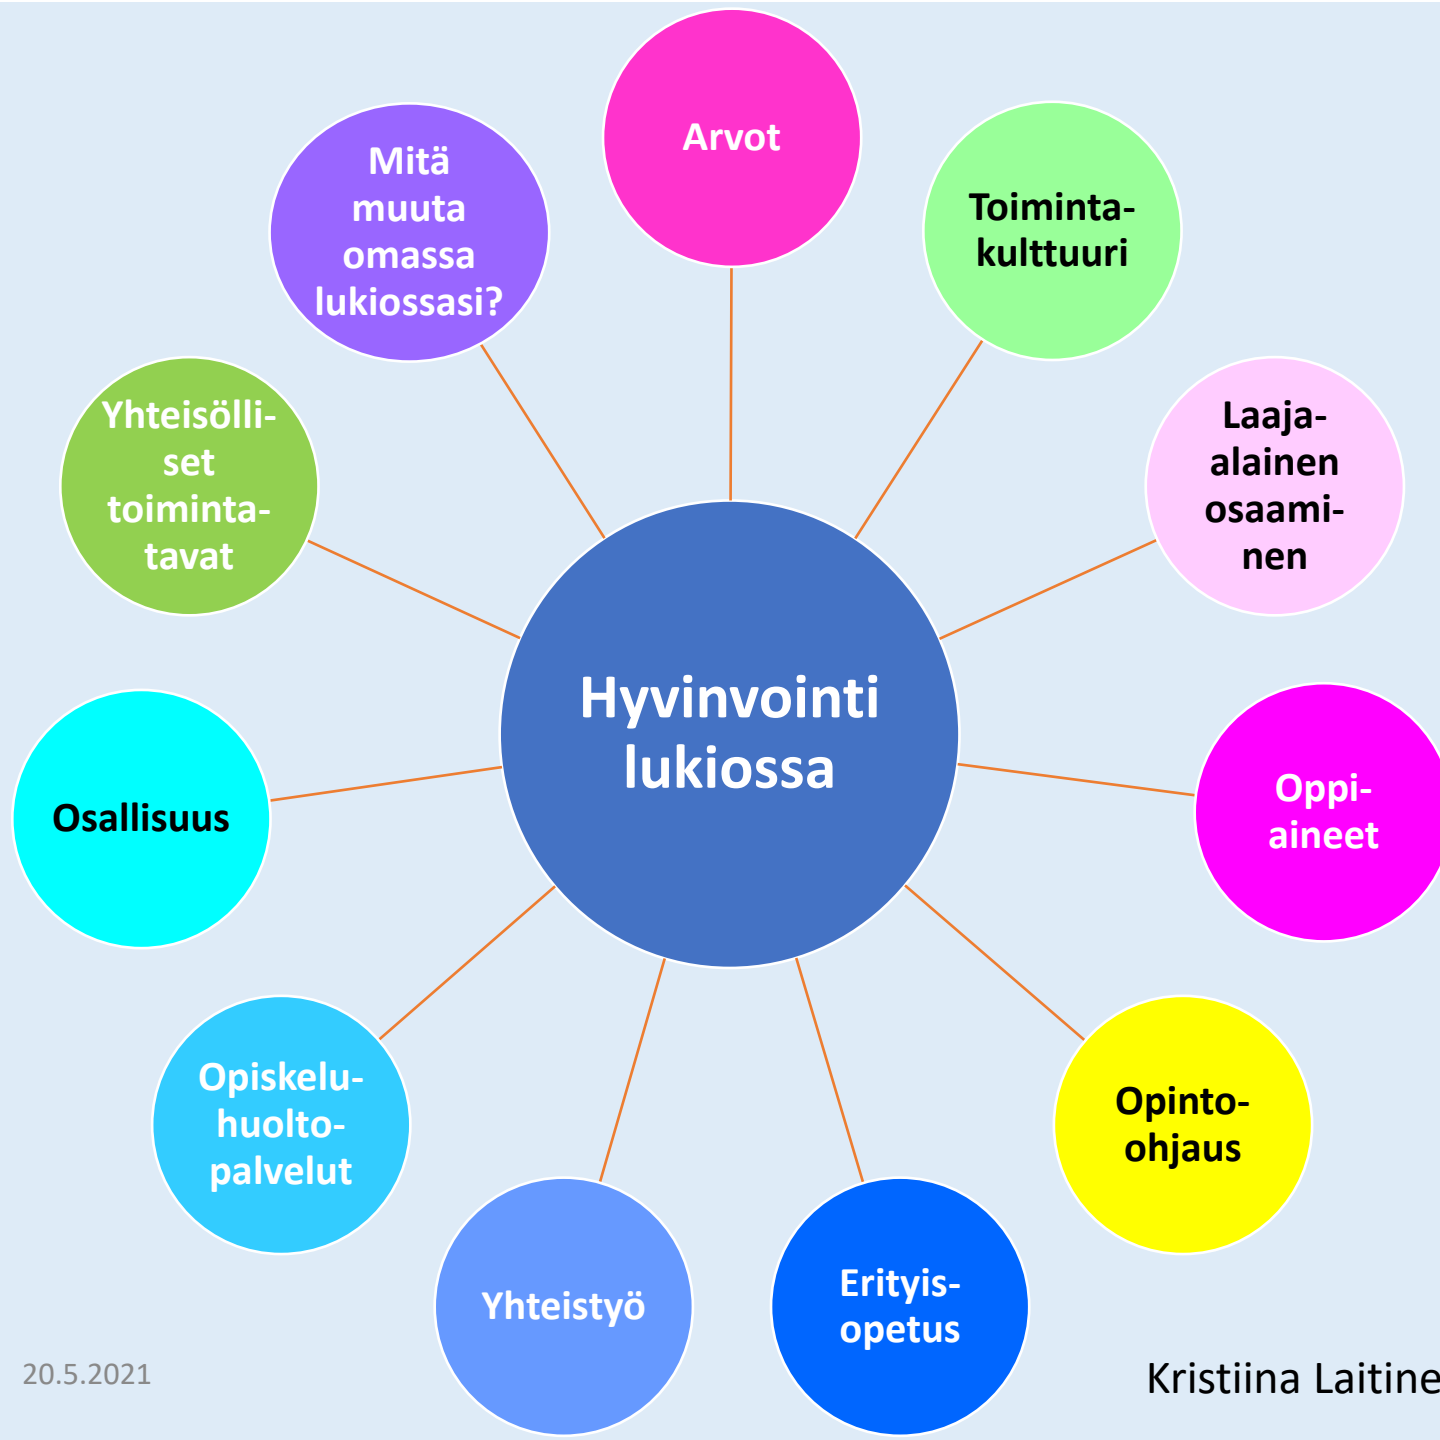 Arvot
Toiminta-
kulttuuri
Laaja-
alainen
osaami-
nen
Oppi-
aineet
Opinto-
ohjaus
Erityis-
opetus
Yhteistyö
Opiskelu-
huolto-
palvelut
Osallisuus
Yhteisölli-
set
toiminta-
tavat
Mitä
muuta
omassa
lukiossasi?
Hyvinvointi
lukiossa
20.5.2021
Kristiina Laitine